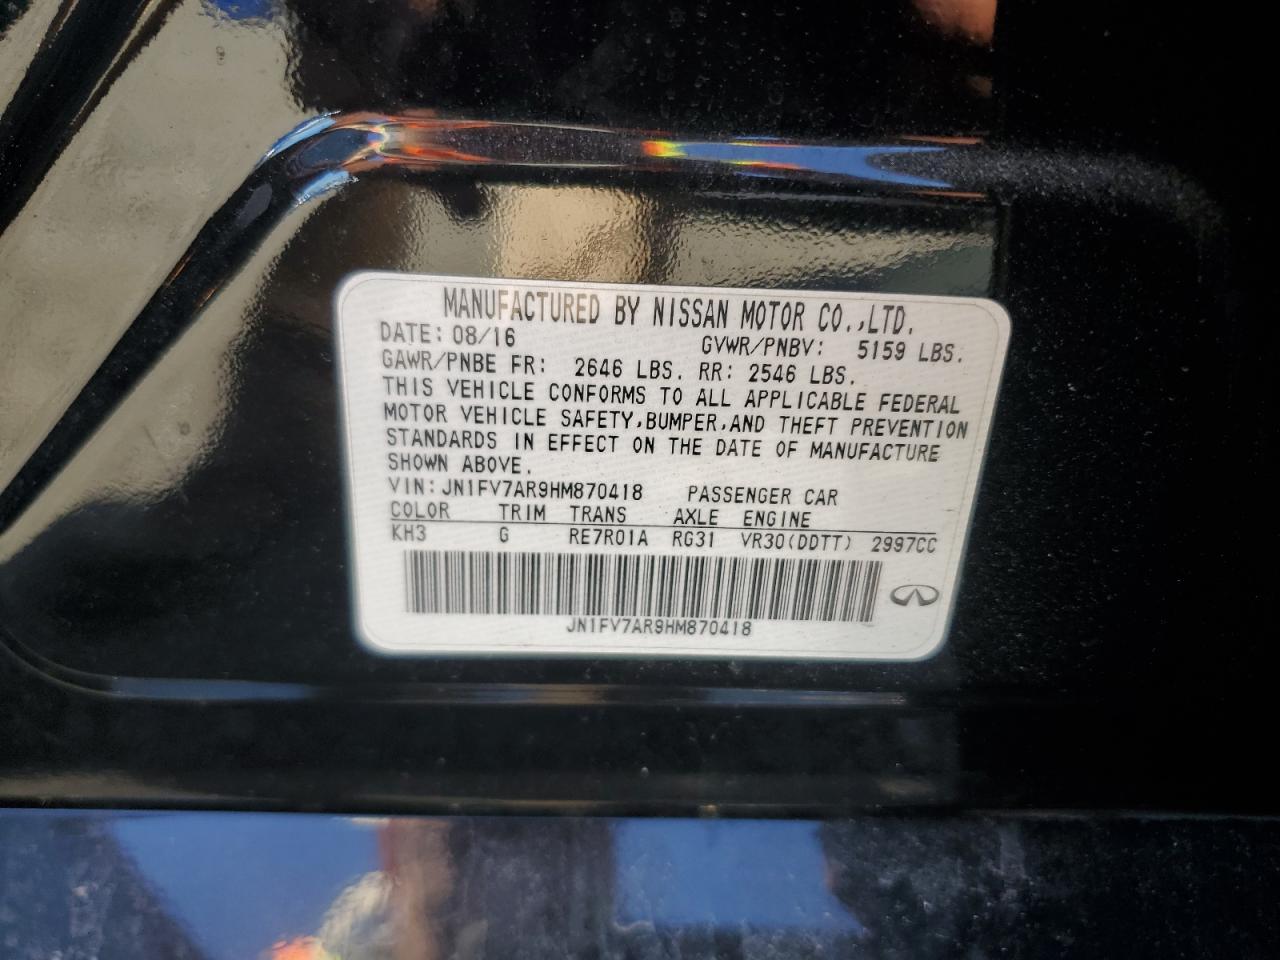 MANUFACTURED BY NISSAN MOTOR CO.,LTD.
DATE: 08/16 GVWR/PNBV: 5159 LBS.
GAWR/PNBE FR: 2646 LBS. RR: 2546 LBS.
THIS VEHICLE CONFORMS TO ALL APPLICABLE FEDERAL
MOTOR VEHICLE SAFETY,BUMPER,AND THEFT PREVENTION
STANDARDS IN EFFECT ON THE DATE OF MANUFACTURE
SHOWN ABOVE.
VIN: JN1FV7AR9HM870418 PASSENGER CAR
COLOR TRIM TRANS AXLE ENGINE
KH3 G RE7R01A RG31 VR30(DDTT) 2997CC
JN1FV7AR9HM870418